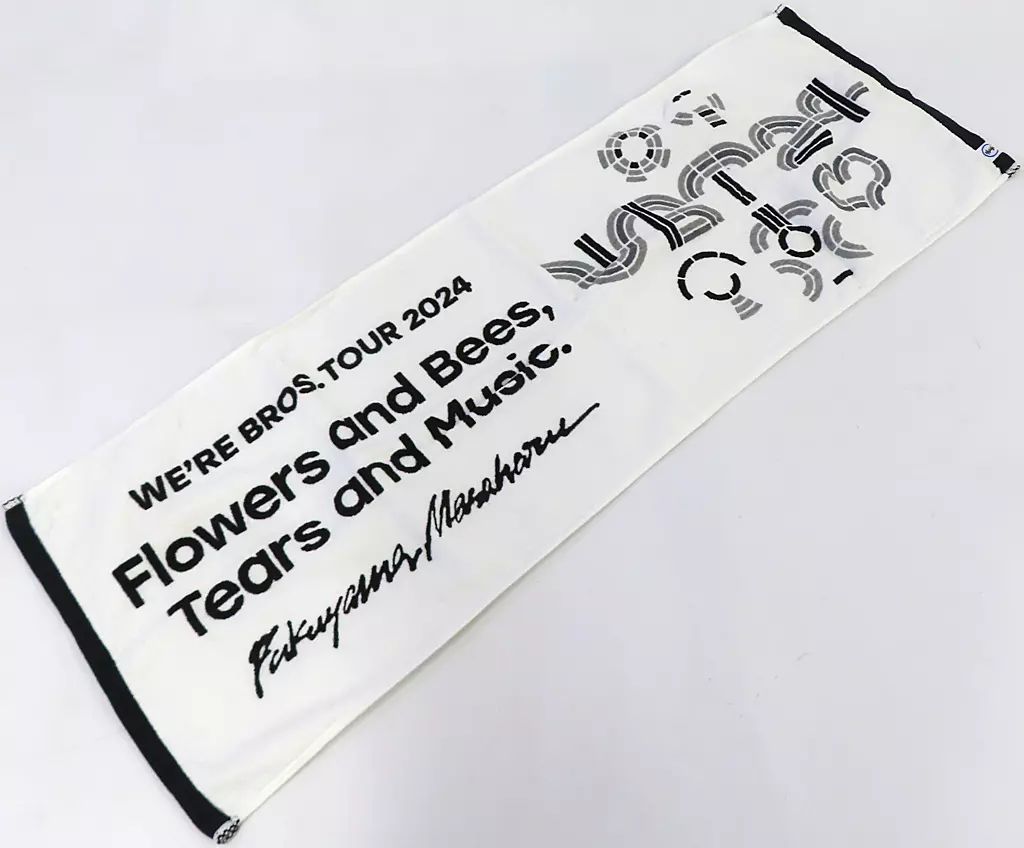 WE'RE BROS. TOUR 2024
Flowers and Bees,
Tears and Music.
Fukuyama Masaharu